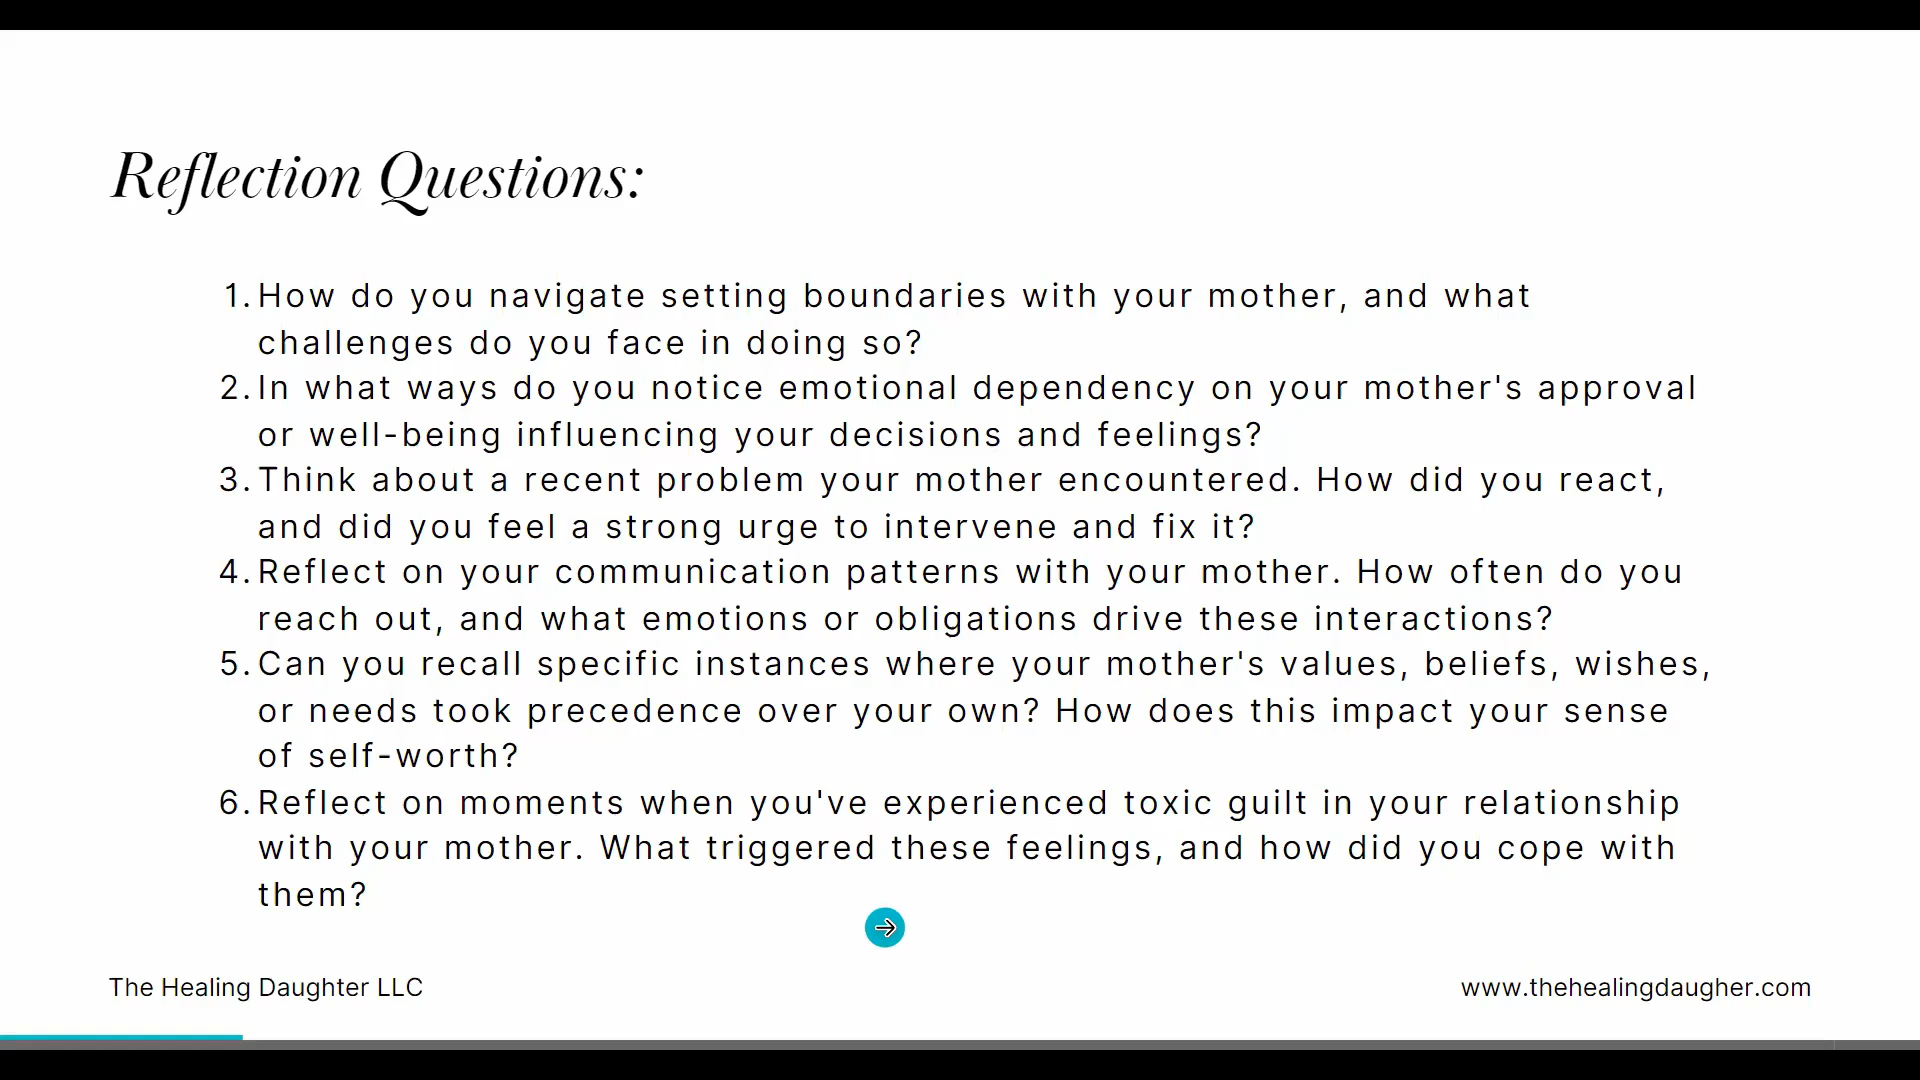 Reflection Questions:
1. How do you navigate setting boundaries with your mother, and what
challenges do you face in doing so?
2. In what ways do you notice emotional dependency on your mother's approval
or well-being influencing your decisions and feelings?
3. Think about a recent problem your mother encountered. How did you react,
and did you feel a strong urge to intervene and fix it?
4. Reflect on your communication patterns with your mother. How often do you
reach out, and what emotions or obligations drive these interactions?
5. Can you recall specific instances where your mother's values, beliefs, wishes,
or needs took precedence over your own? How does this impact your sense
of self-worth?
6. Reflect on moments when you've experienced toxic guilt in your relationship
with your mother. What triggered these feelings, and how did you cope with
them?
The Healing Daughter LLC
www.thehealingdaugher.com